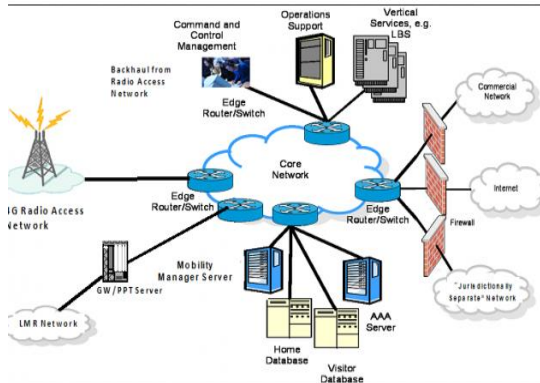 Command and
Control
Management
Operations
Support
Vertical
Services, e.g.
LBS
Backhaul from
Radio Access
Network
Edge
Router/Switch
Commercial
Network
Core
Network
Edge
Router/Switch
Edge
Router/Switch
Internet
Firewall
G Radio Access
Network
GW/PPT Server
Mobility
Manager Server
LMR Network
AAA
Server
Home
Database
Visitor
Database
"Jurisdictionally
Separate" Network